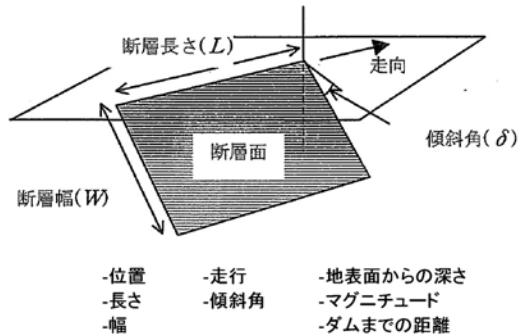 断層長さ(L)
走向
断層面
傾斜角(δ)
断層幅(W)
-位置 -走行 -地表面からの深さ
-長さ -傾斜角 -マグニチュード
-幅 -ダムまでの距離